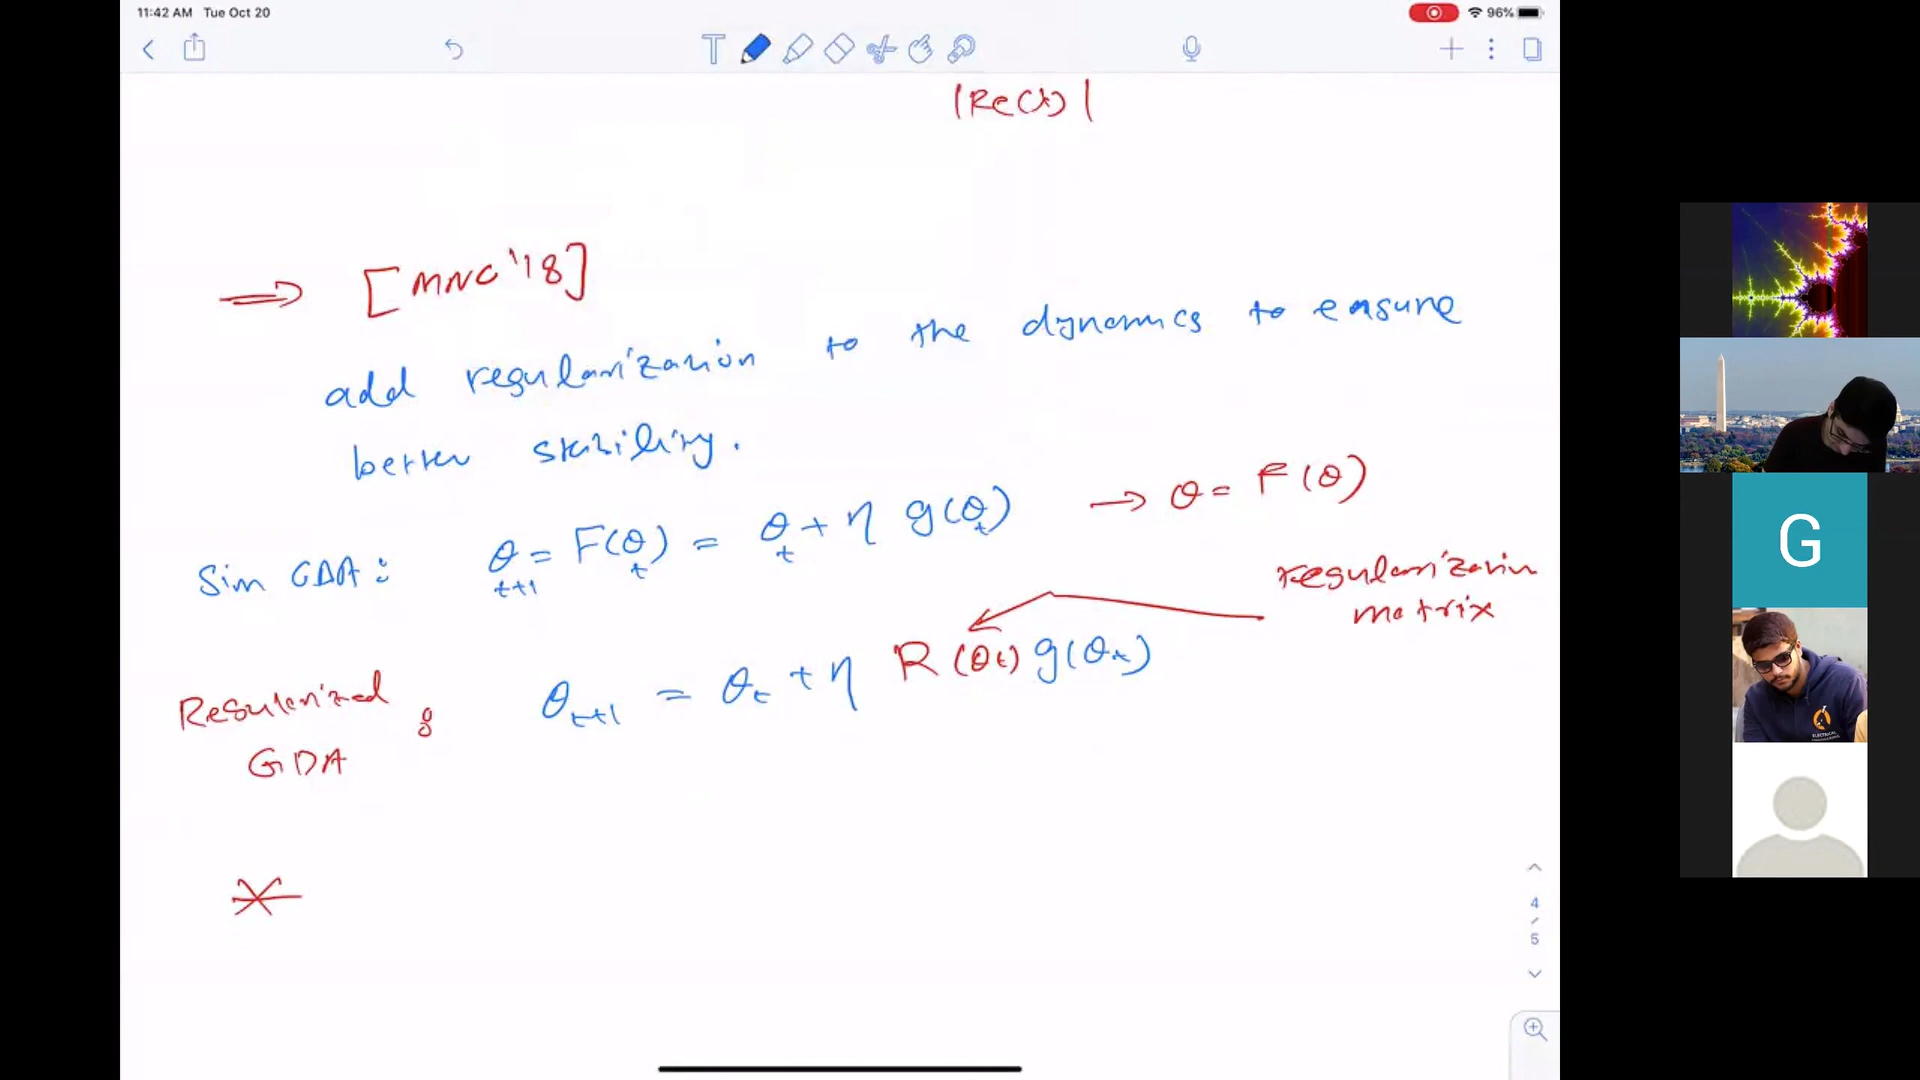 11:42 AM Tue Oct 20
96%
T
|Re(λ)|
⇒ [MNG '18]
add regularization to the dynamics to ensure
better stability.
Sim GDA: θ_{t+1} = F(θ_t) = θ_t + η g(θ_t) → θ = F(θ)
regularization
matrix
Regularized
GDA : θ_{t+1} = θ_t + η R(θ_t) g(θ_t)
G
4
/
5